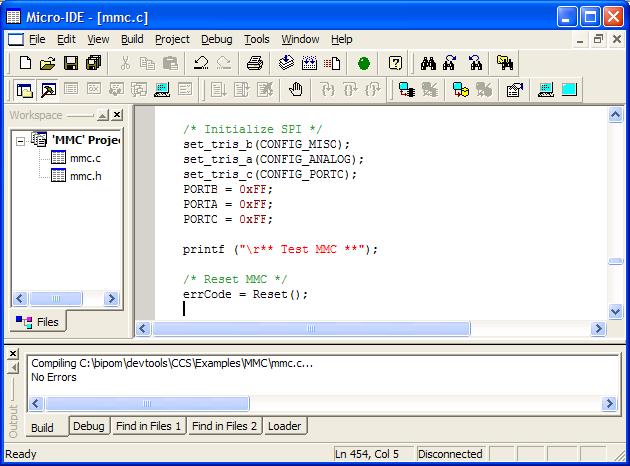 Micro-IDE - [mmc.c]
File Edit View Build Project Debug Tools Window Help
Workspace
'MMC' Projec
mmc.c
mmc.h
Files
/* Initialize SPI */
set_tris_b(CONFIG_MISC);
set_tris_a(CONFIG_ANALOG);
set_tris_c(CONFIG_PORTC);
PORTB = 0xFF;
PORTA = 0xFF;
PORTC = 0xFF;
printf ("\r** Test MMC **");
/* Reset MMC */
errCode = Reset();
Output
Compiling C:\bipom\devtools\CCS\Examples\MMC\mmc.c...
No Errors
Build Debug Find in Files 1 Find in Files 2 Loader
Ready Ln 454, Col 5 Disconnected